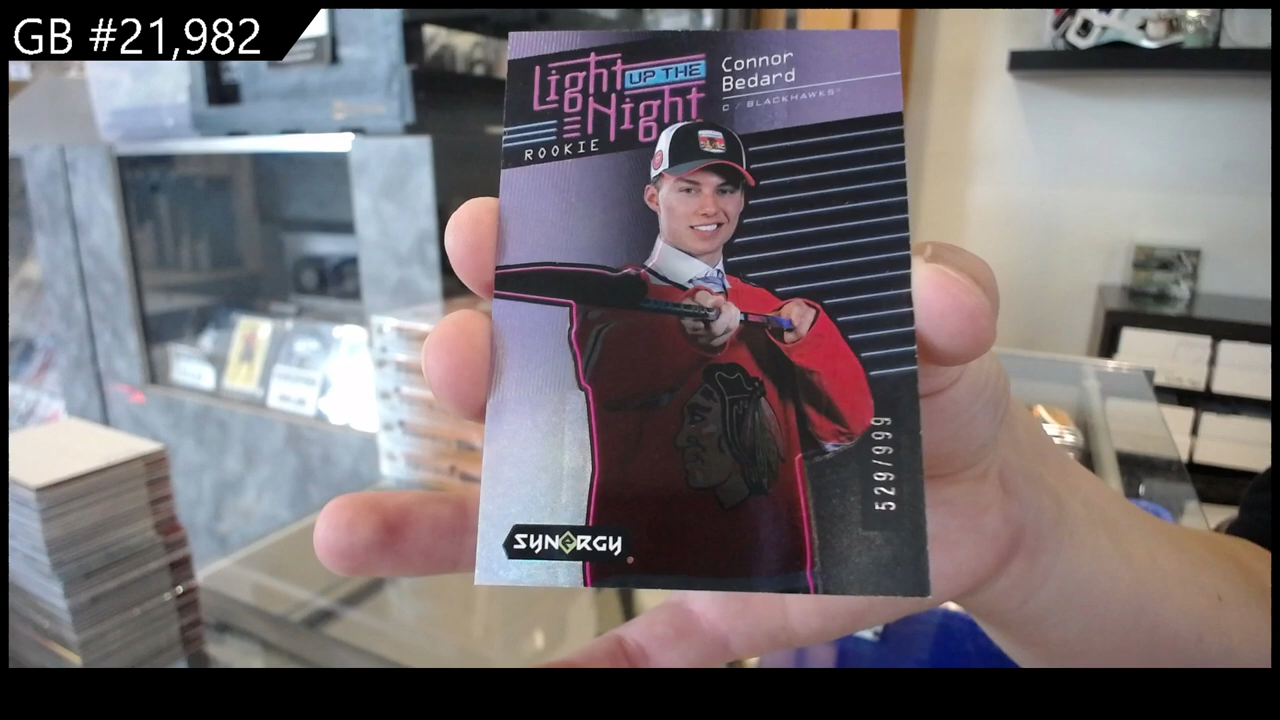 GB #21,982
Light UP THE
Night
ROOKIE
Connor
Bedard
C / BLACKHAWKS
529/999
SYNERGY